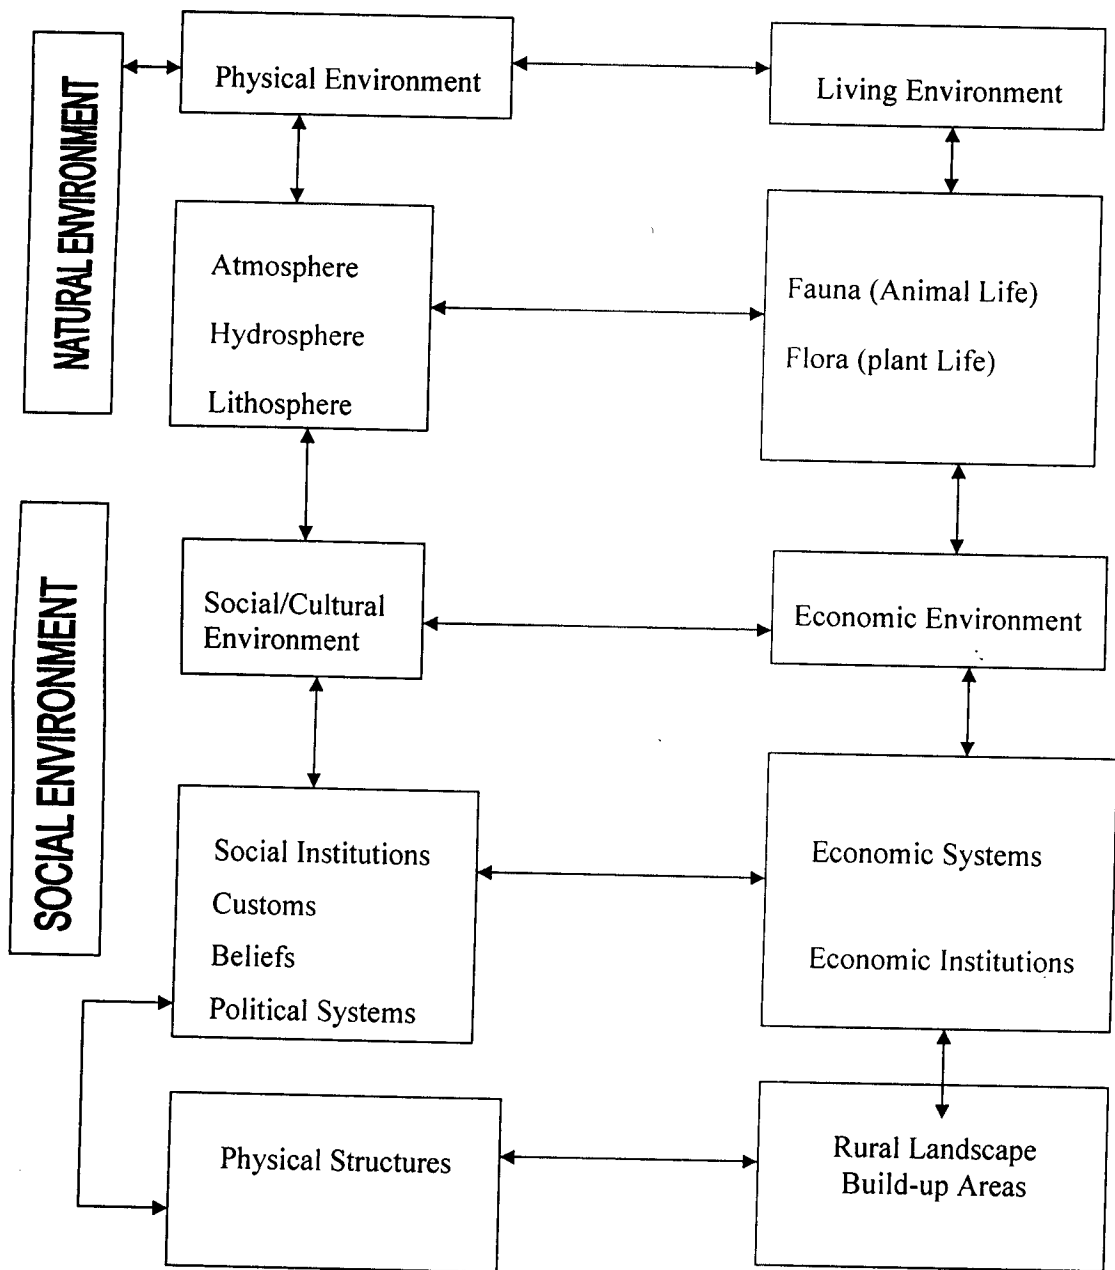 NATURAL ENVIRONMENT
Physical Environment
Living Environment
Atmosphere
Hydrosphere
Lithosphere
Fauna (Animal Life)
Flora (plant Life)
SOCIAL ENVIRONMENT
Social/Cultural
Environment
Economic Environment
Social Institutions
Customs
Beliefs
Political Systems
Economic Systems
Economic Institutions
Physical Structures
Rural Landscape
Build-up Areas